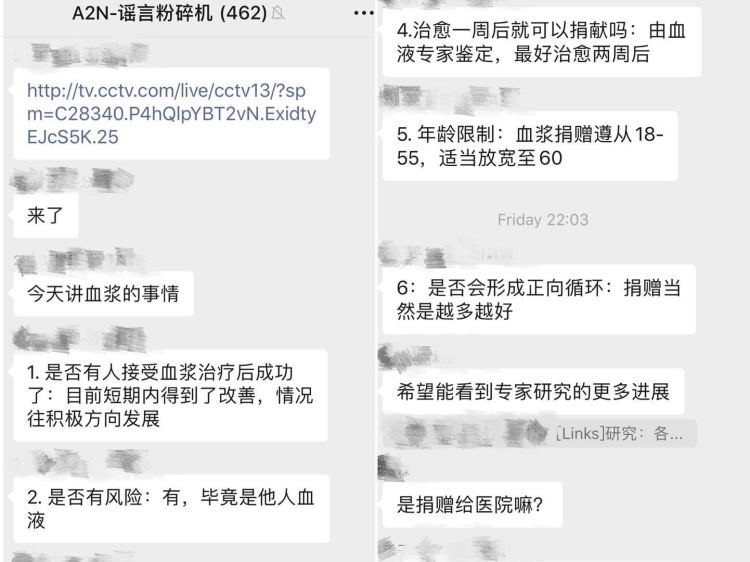 A2N-谣言粉碎机 (462)
http://tv.cctv.com/live/cctv13/?sp
m=C28340.P4hQlpYBT2vN.Exidty
EJcS5K.25
来了
今天讲血浆的事情
1. 是否有人接受血浆治疗后成功
了：目前短期内得到了改善，情况
往积极方向发展
2. 是否有风险：有，毕竟是他人血
液
4.治愈一周后就可以捐献吗：由血
液专家鉴定，最好治愈两周后
5. 年龄限制：血浆捐赠遵从18-
55，适当放宽至60
Friday 22:03
6：是否会形成正向循环：捐赠当
然是越多越好
希望能看到专家研究的更多进展
[Links]研究：各...
是捐赠给医院嘛？